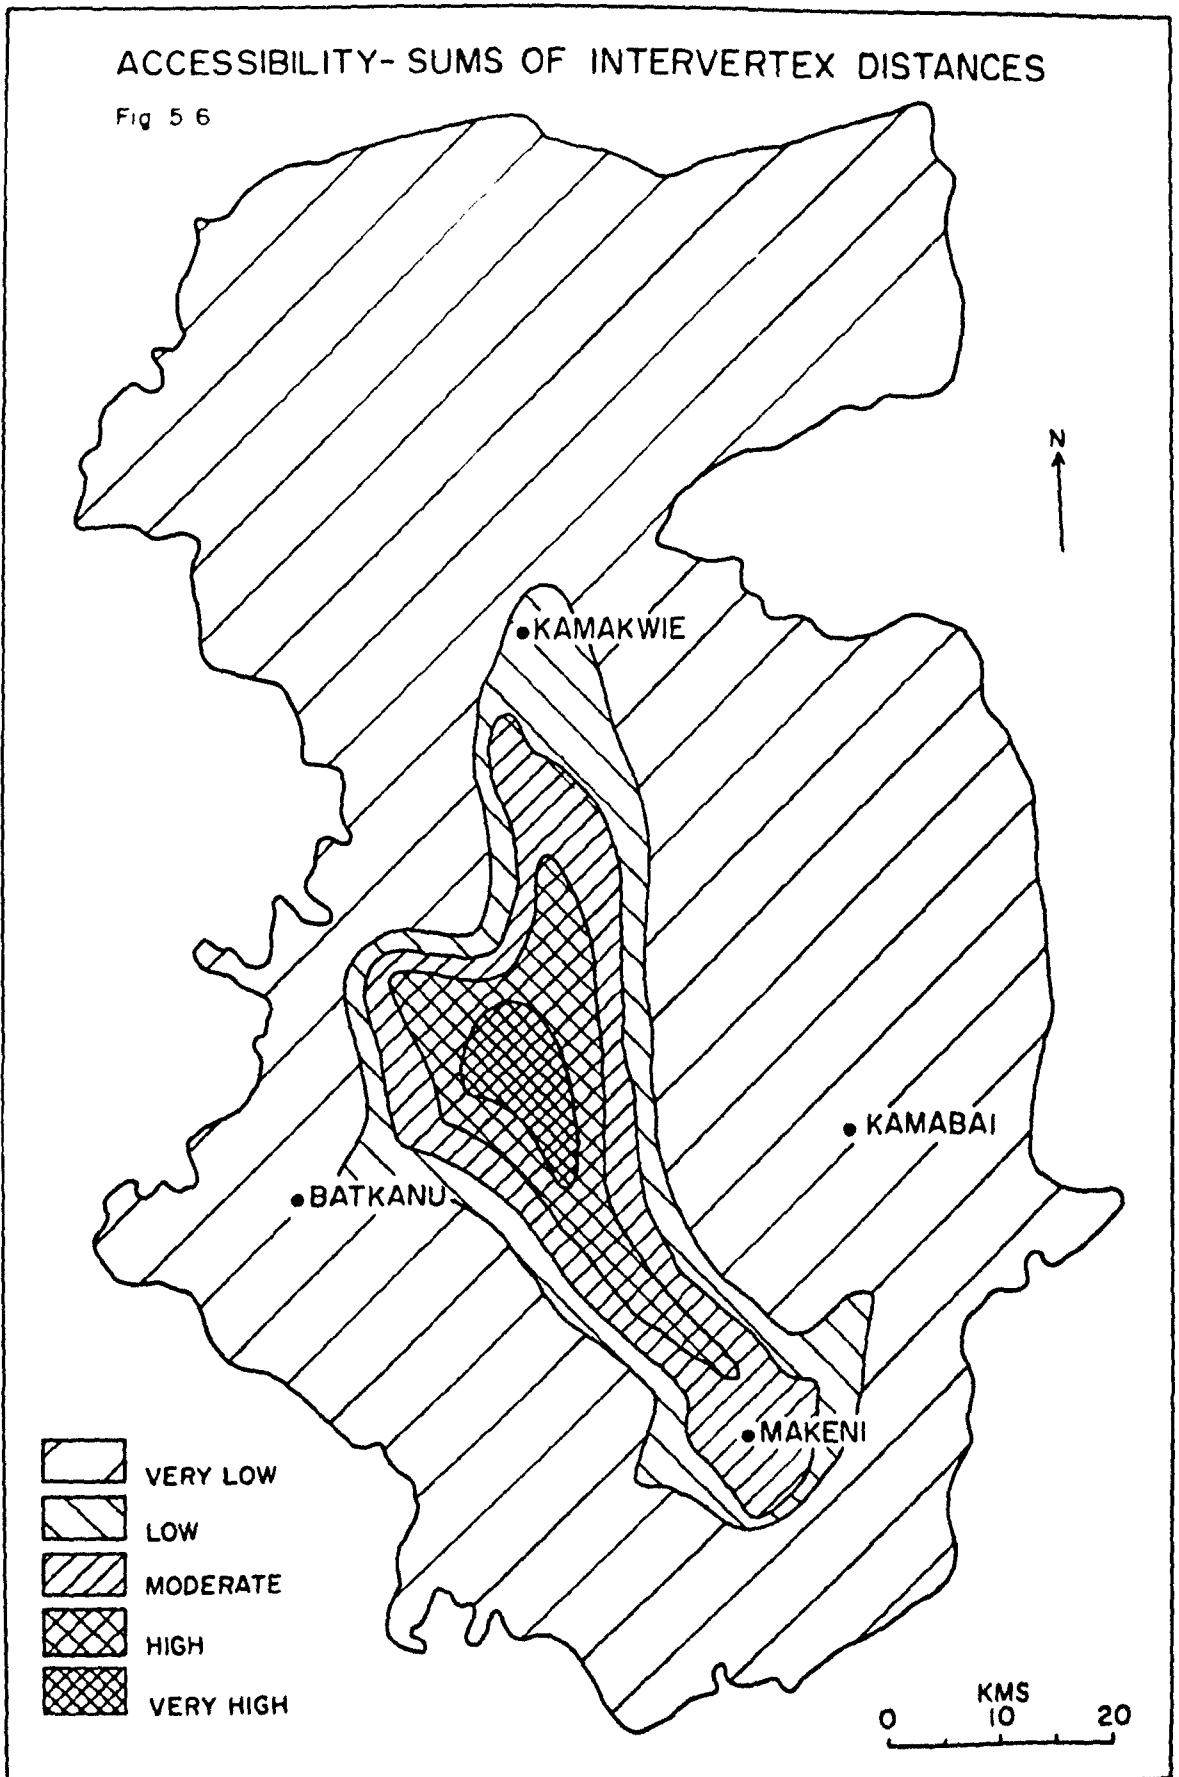 ACCESSIBILITY- SUMS OF INTERVERTEX DISTANCES
Fig 5 6
N
KAMAKWIE
KAMABAI
BATKANU
MAKENI
VERY LOW
LOW
MODERATE
HIGH
VERY HIGH
KMS
0 10 20